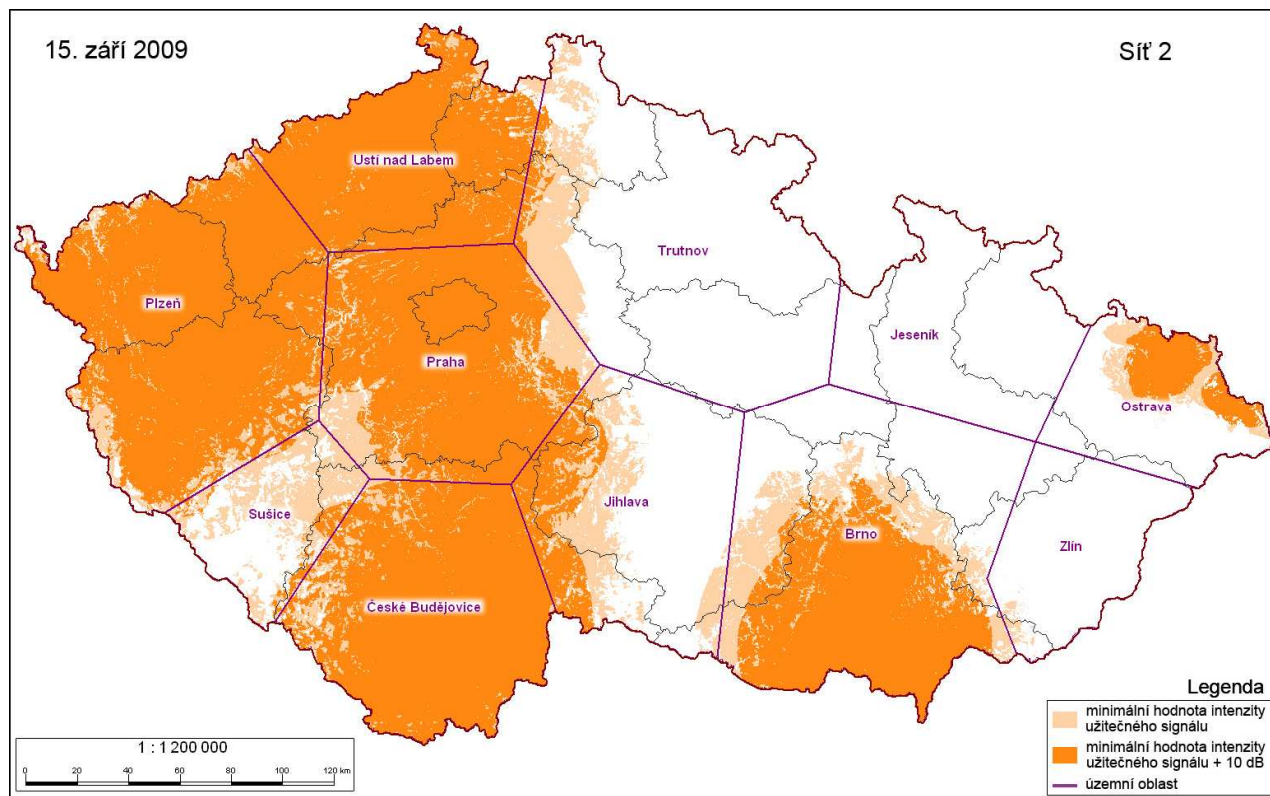 15. září 2009
Síť 2
Ustí nad Labem
Trutnov
Plzeň
Jeseník
Praha
Ostrava
Jihlava
Sušice
Brno
Zlín
České Budějovice
Legenda
minimální hodnota intenzity
užitečného signálu
minimální hodnota intenzity
užitečného signálu + 10 dB
územní oblast
1 : 1 200 000
0 20 40 60 80 100 120 km